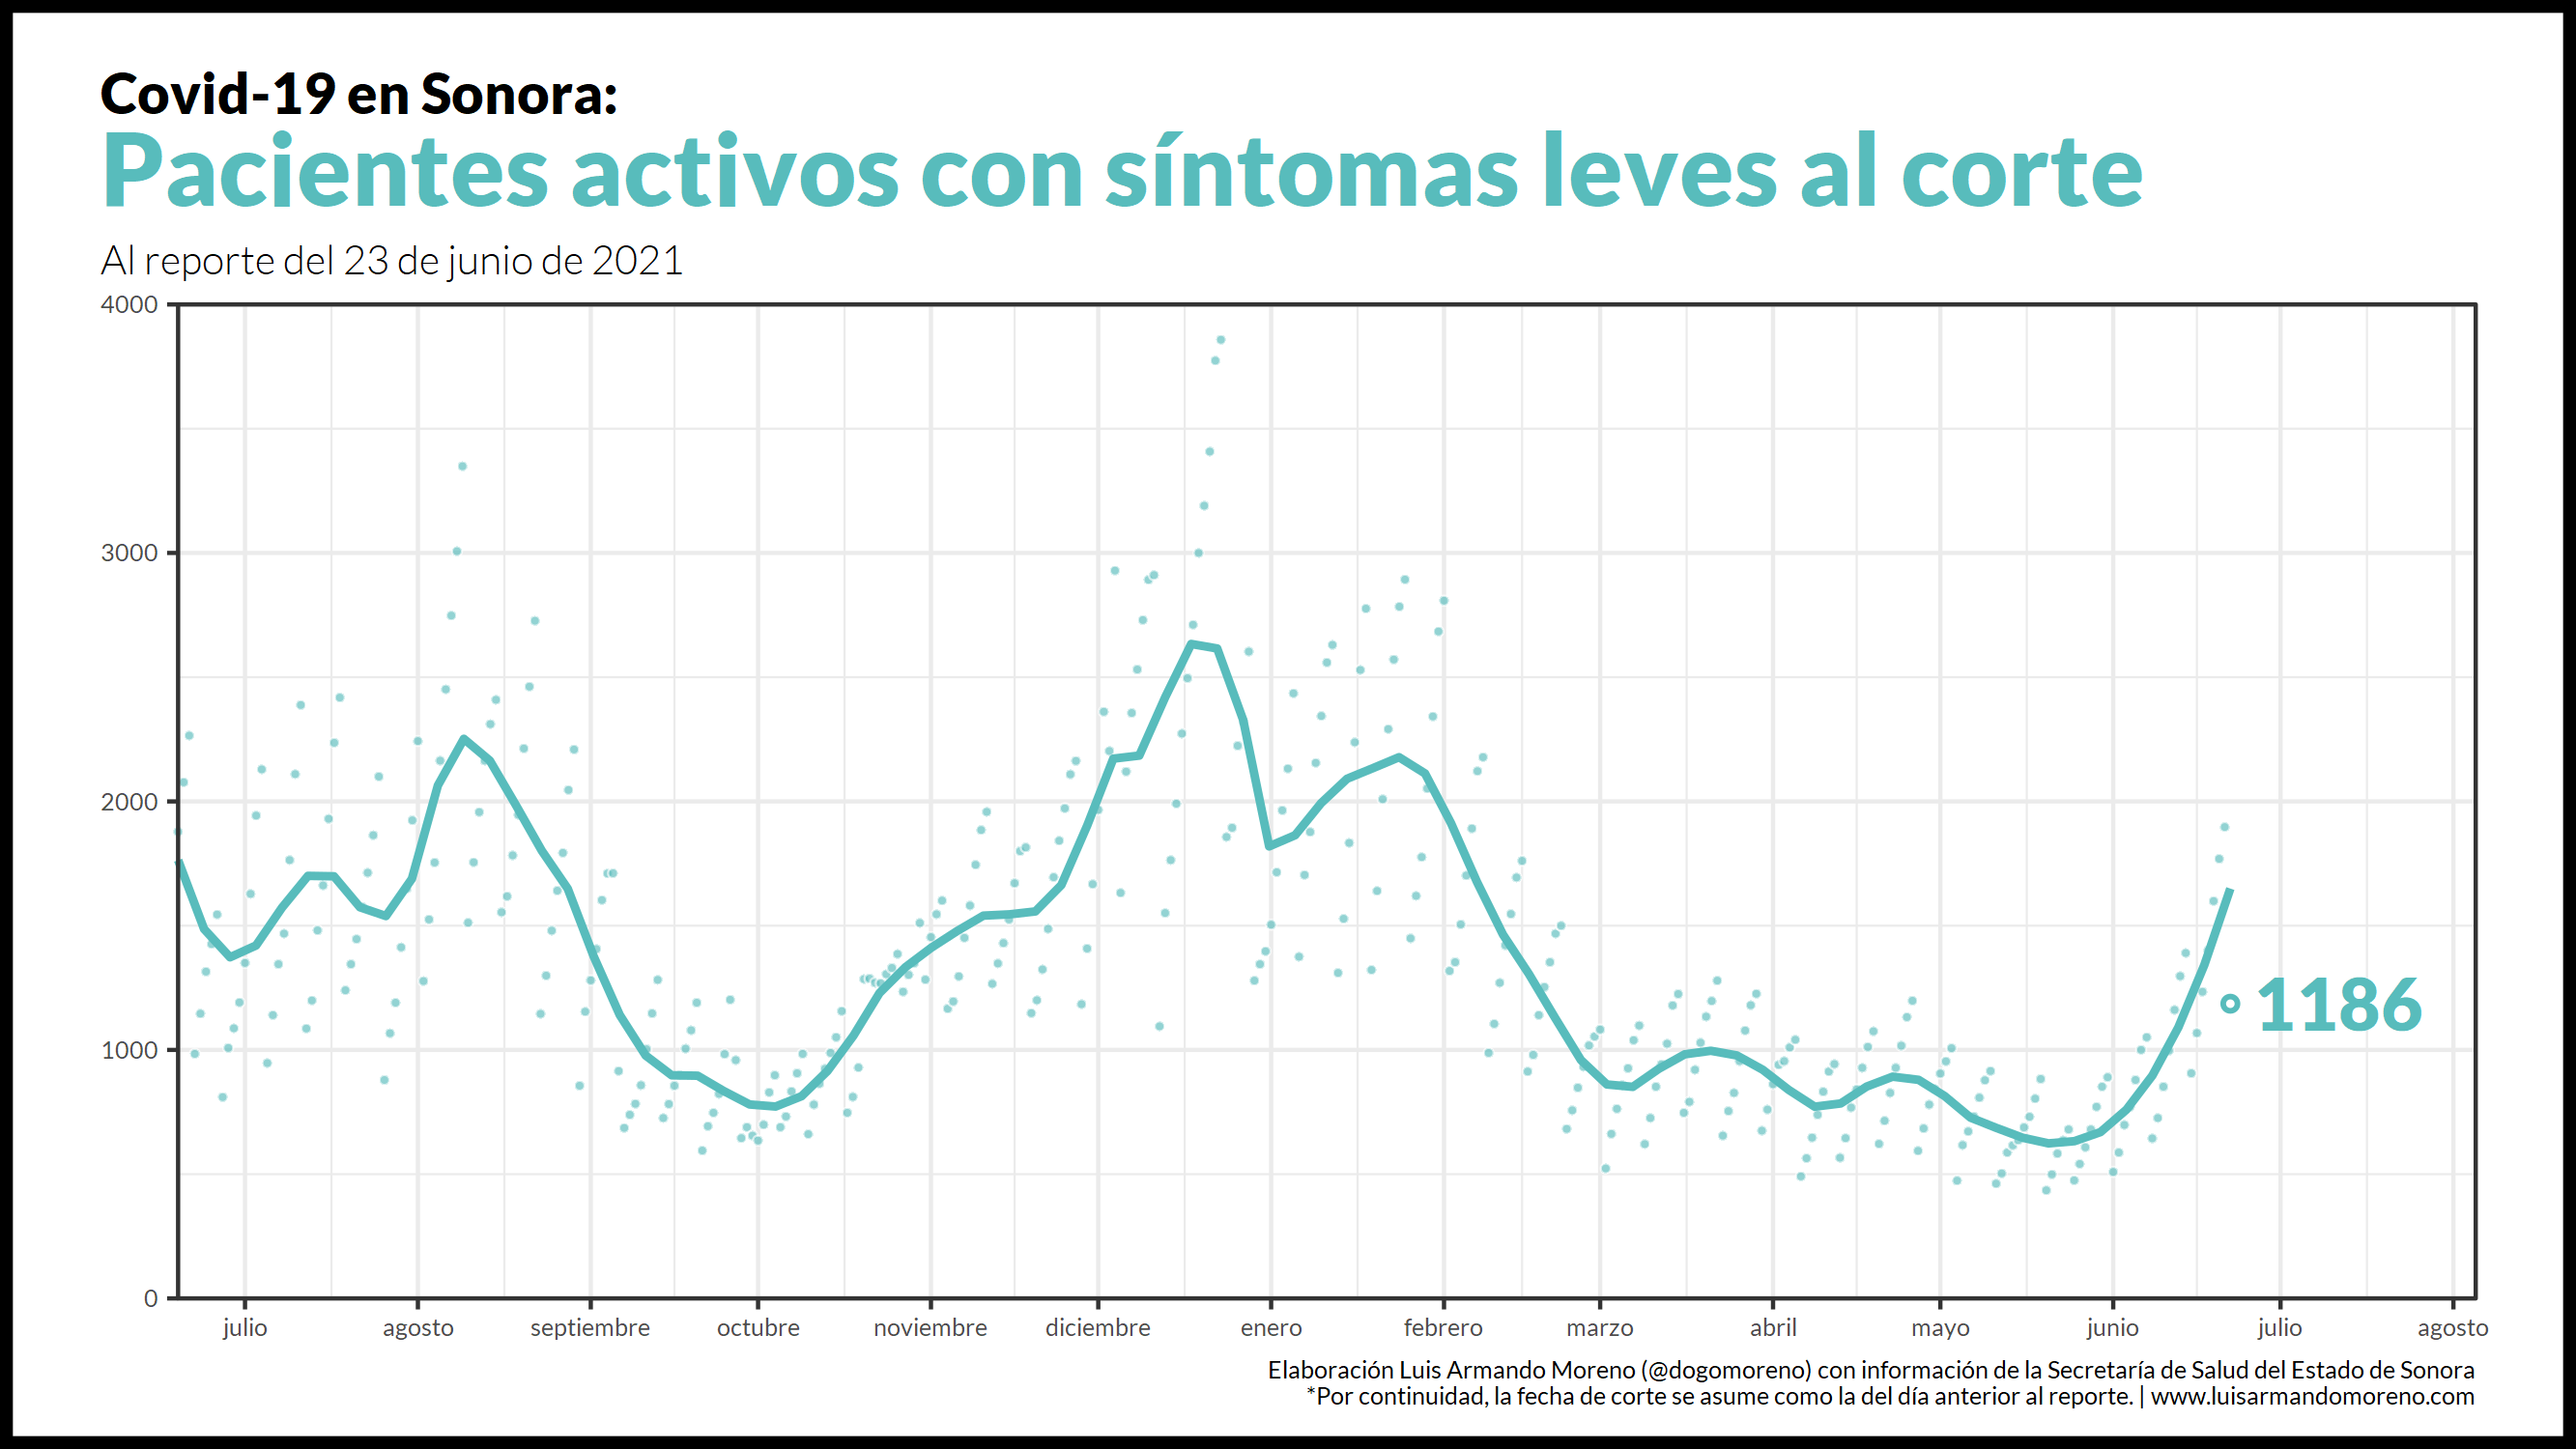 Covid-19 en Sonora:
Pacientes activos con síntomas leves al corte
Al reporte del 23 de junio de 2021
4000
3000
2000
1000
0
1186
julio agosto septiembre octubre noviembre diciembre enero febrero marzo abril mayo junio julio agosto
Elaboración Luis Armando Moreno (@dogomoreno) con información de la Secretaría de Salud del Estado de Sonora
*Por continuidad, la fecha de corte se asume como la del día anterior al reporte. | www.luisarmandomoreno.com